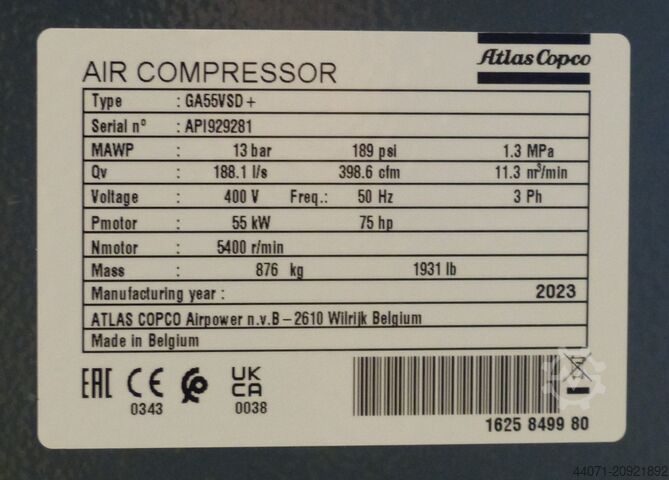 Atlas Copco
AIR COMPRESSOR
Type : GA55VSD+
Serial nº : API929281
MAWP : 13 bar 189 psi 1.3 MPa
Qv : 188.1 l/s 398.6 cfm 11.3 m³/min
Voltage : 400 V Freq.: 50 Hz 3 Ph
Pmotor : 55 kW 75 hp
Nmotor : 5400 r/min
Mass : 876 kg 1931 lb
Manufacturing year : 2023
ATLAS COPCO Airpower n.v.B – 2610 Wilrijk Belgium
Made in Belgium
EAC CE UK
CA
0343 0038
1625 8499 80
44071-20921892